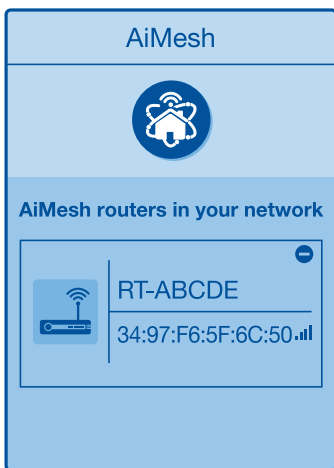 AiMesh
AiMesh routers in your network
RT-ABCDE
34:97:F6:5F:6C:50